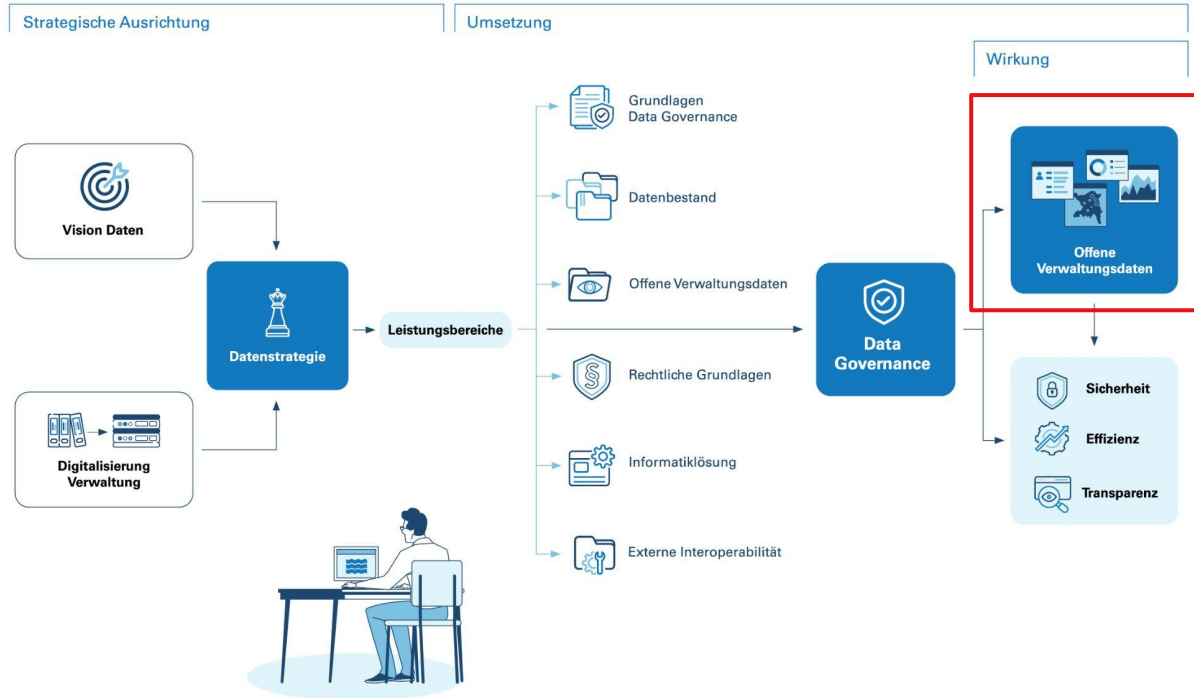 Strategische Ausrichtung
Umsetzung
Wirkung
Vision Daten
Digitalisierung
Verwaltung
Datenstrategie
Leistungsbereiche
Grundlagen
Data Governance
Datenbestand
Offene Verwaltungsdaten
Rechtliche Grundlagen
Informatiklösung
Externe Interoperabilität
Data
Governance
Offene
Verwaltungsdaten
Sicherheit
Effizienz
Transparenz